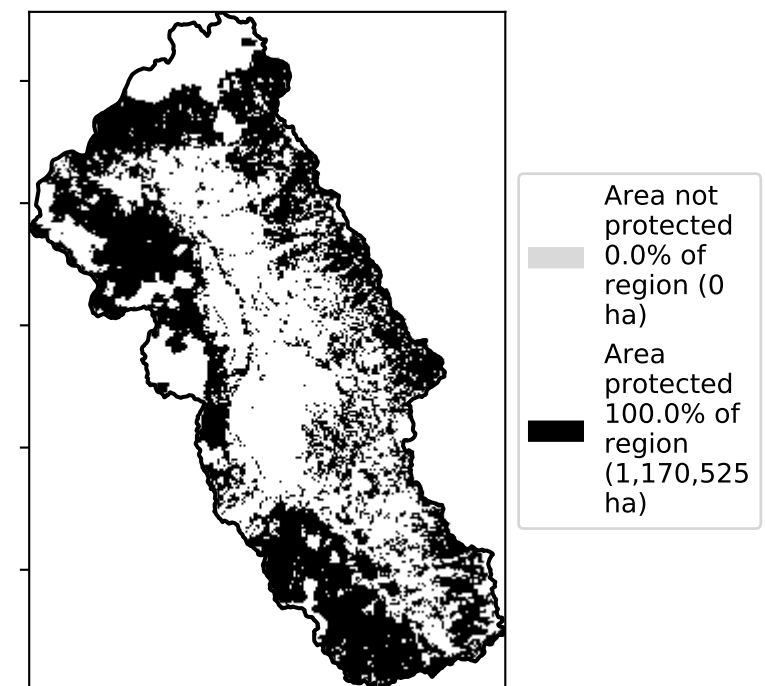 Area not
protected
0.0% of
region (0
ha)
Area
protected
100.0% of
region
(1,170,525
ha)